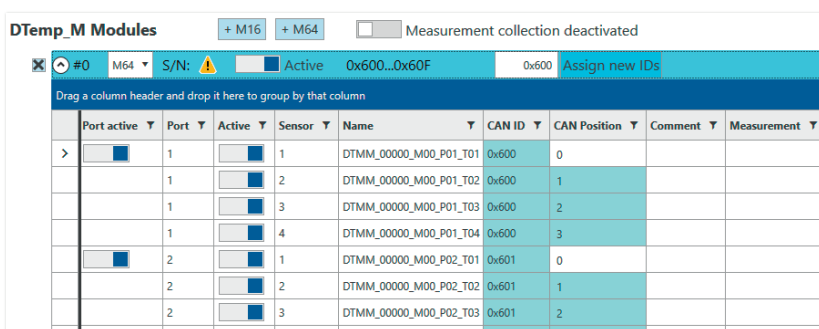 DTemp_M Modules + M16 + M64 Measurement collection deactivated
#0 M64 S/N: Active 0x600...0x60F 0x600 Assign new IDs
Drag a column header and drop it here to group by that column
Port active Port Active Sensor Name CAN ID CAN Position Comment Measurement
1 1 DTMM_00000_M00_P01_T01 0x600 0
1 2 DTMM_00000_M00_P01_T02 0x600 1
1 3 DTMM_00000_M00_P01_T03 0x600 2
1 4 DTMM_00000_M00_P01_T04 0x600 3
2 1 DTMM_00000_M00_P02_T01 0x601 0
2 2 DTMM_00000_M00_P02_T02 0x601 1
2 3 DTMM_00000_M00_P02_T03 0x601 2